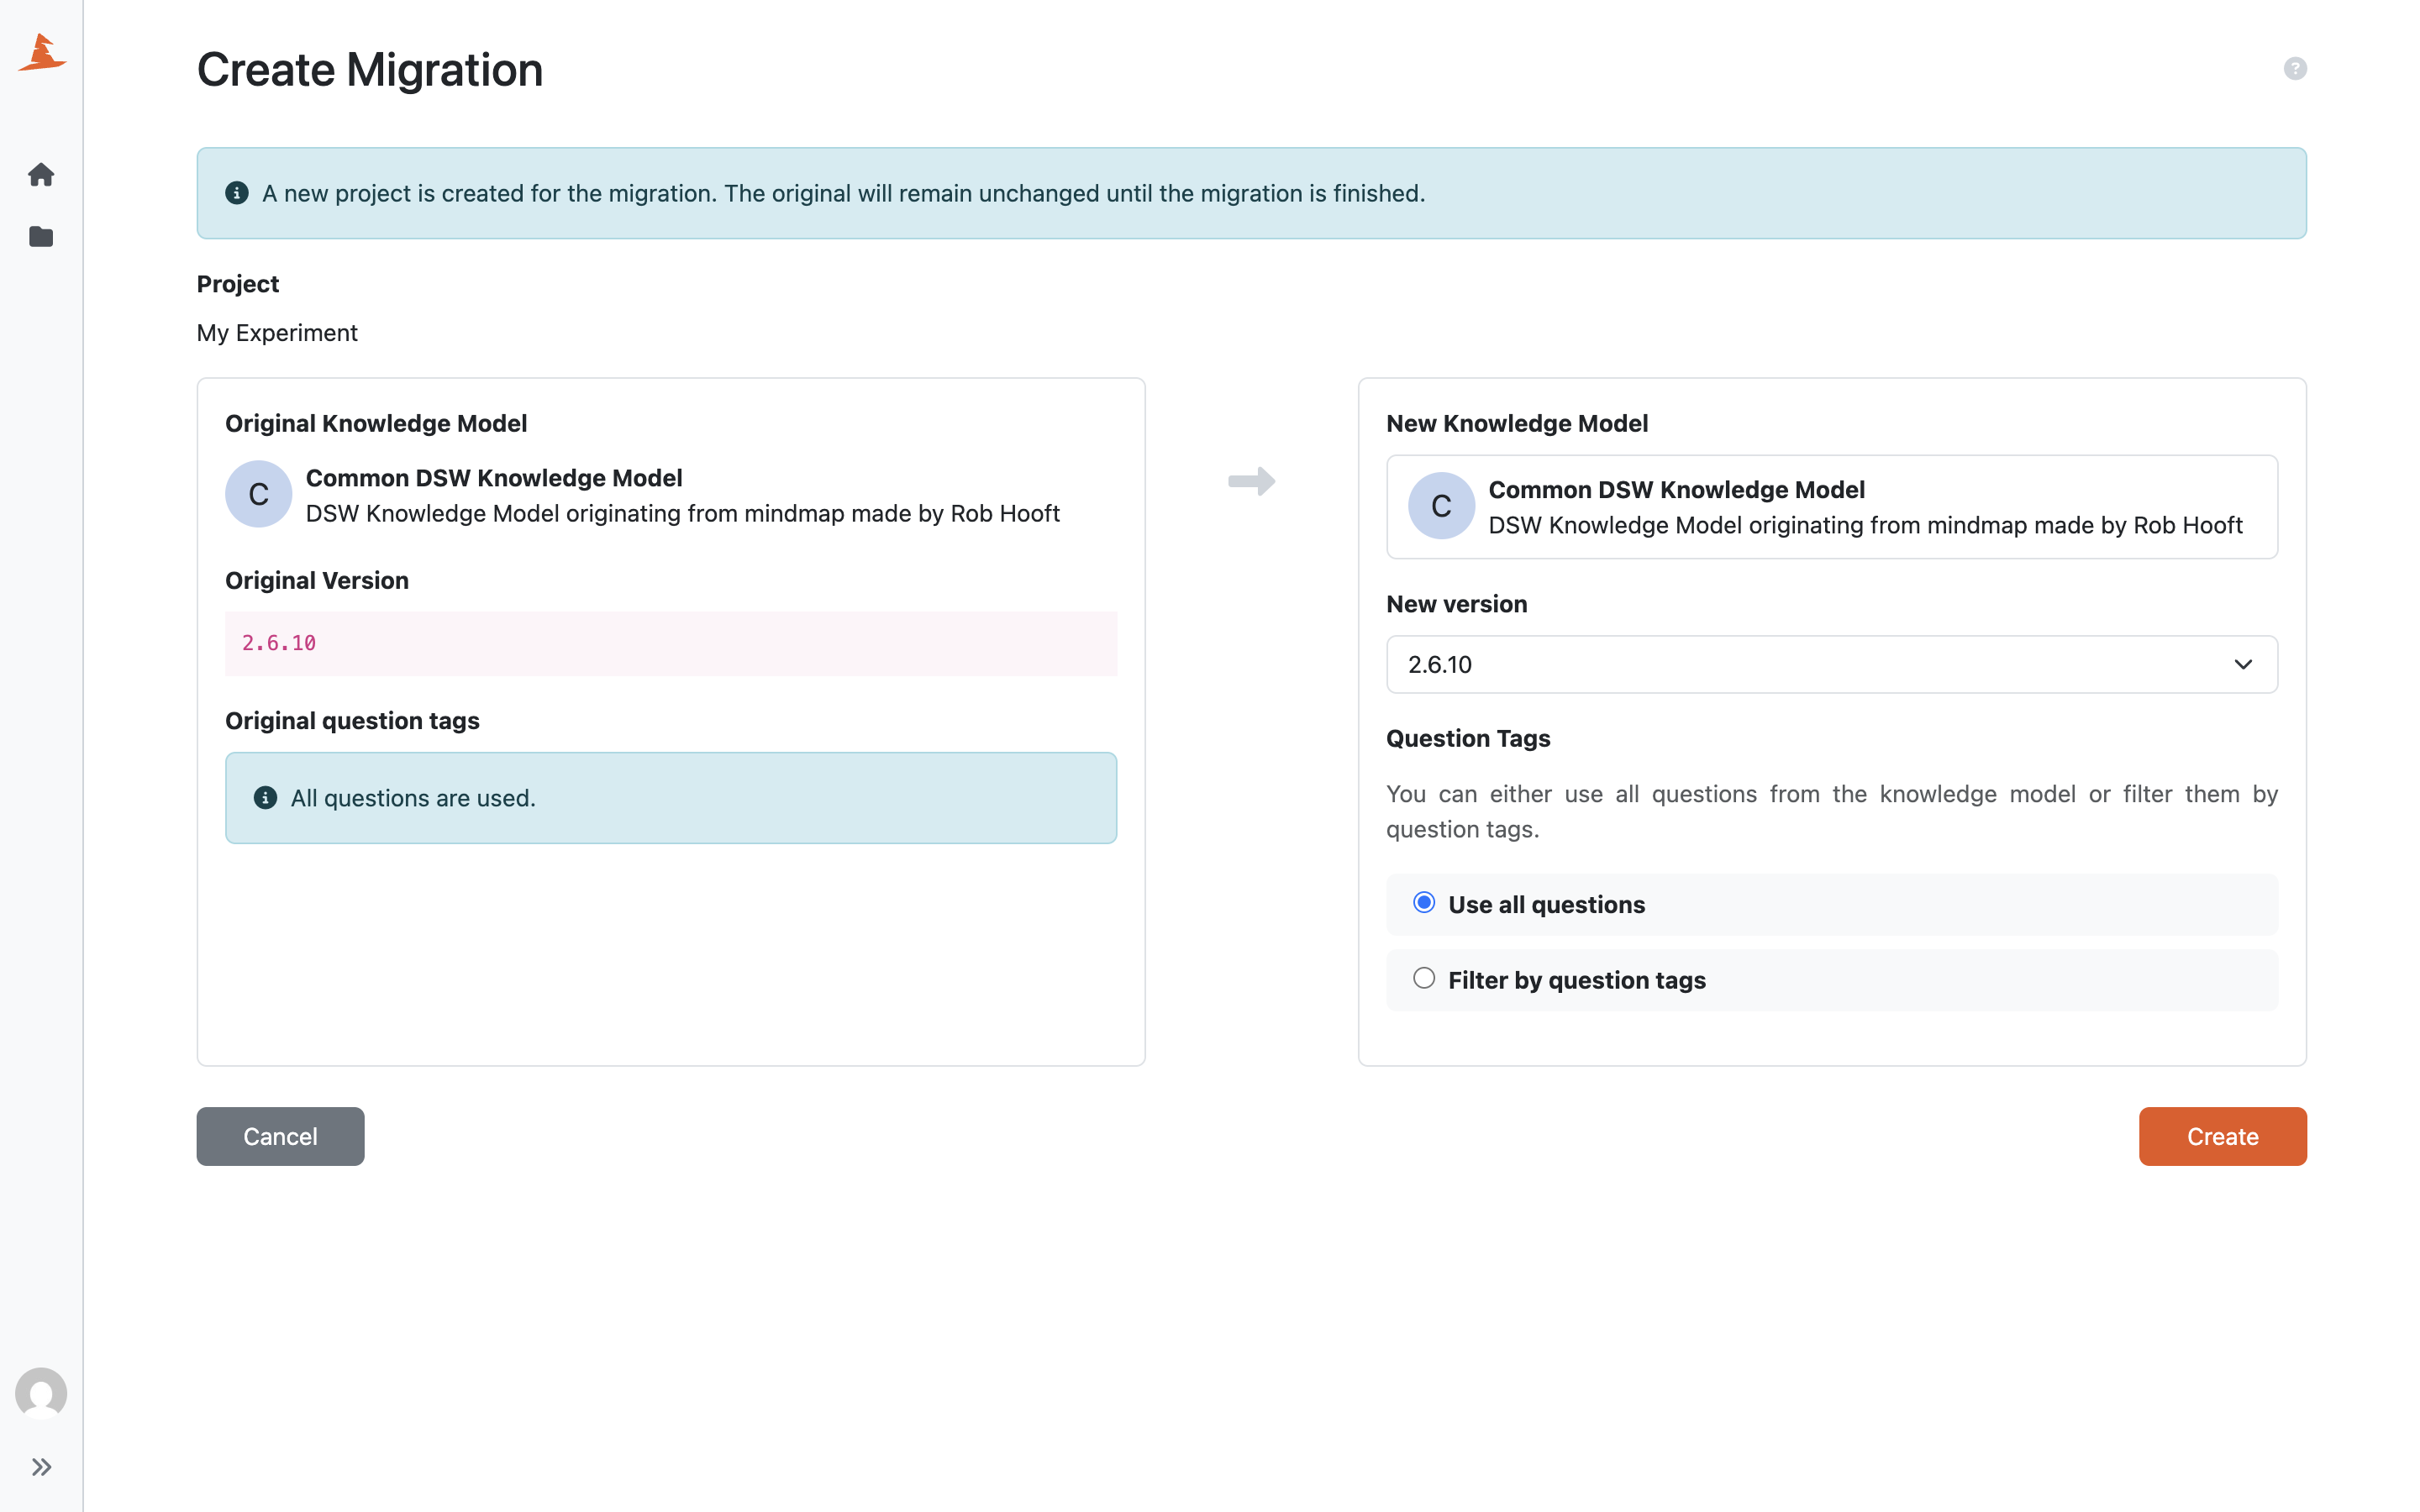 Create Migration
?
A new project is created for the migration. The original will remain unchanged until the migration is finished.
Project
My Experiment
Original Knowledge Model
C
Common DSW Knowledge Model
DSW Knowledge Model originating from mindmap made by Rob Hooft
Original Version
2.6.10
Original question tags
All questions are used.
New Knowledge Model
C
Common DSW Knowledge Model
DSW Knowledge Model originating from mindmap made by Rob Hooft
New version
2.6.10
Question Tags
You can either use all questions from the knowledge model or filter them by
question tags.
Use all questions
Filter by question tags
Cancel
Create